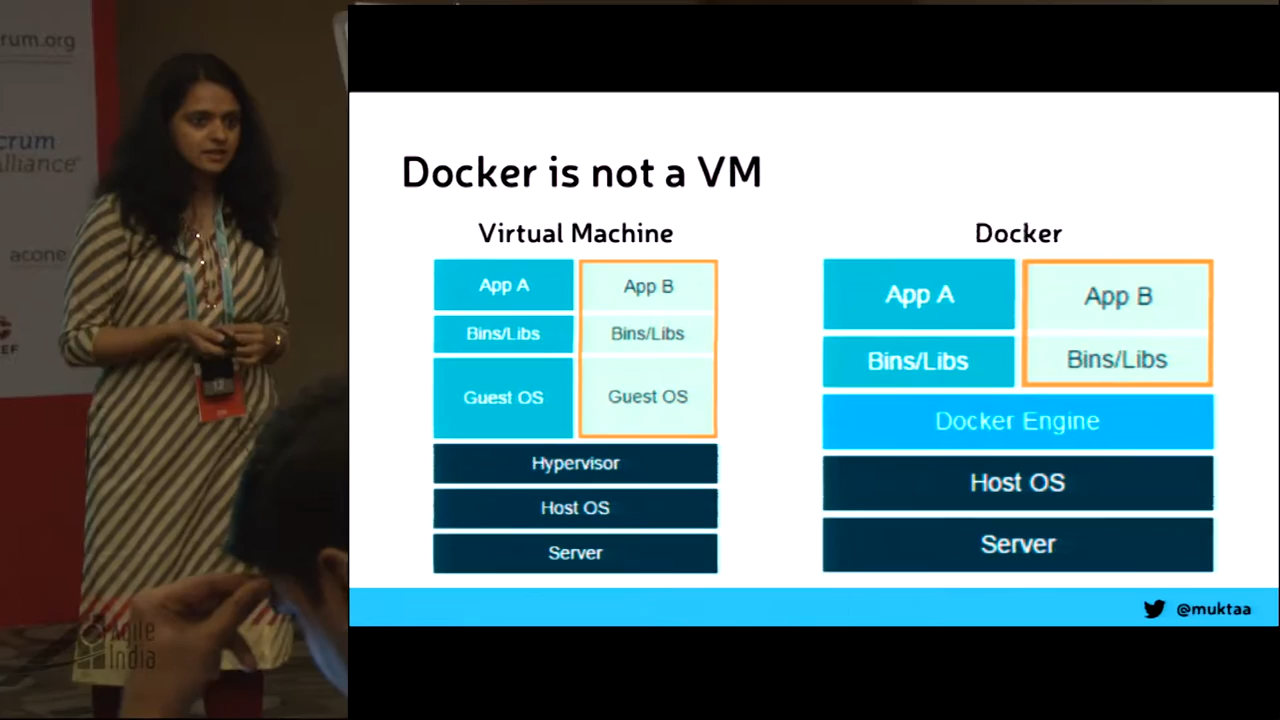 rum.org
crum
lliance
acone
EF
12
Agile
India
Docker is not a VM
Virtual Machine
App A
App B
Bins/Libs
Bins/Libs
Guest OS
Guest OS
Hypervisor
Host OS
Server
Docker
App A
App B
Bins/Libs
Bins/Libs
Docker Engine
Host OS
Server
@muktaa